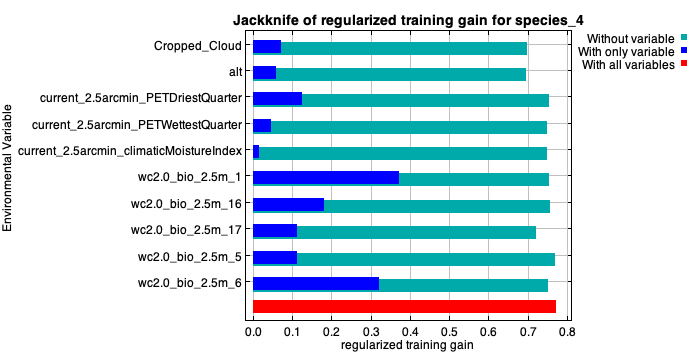 Jackknife of regularized training gain for species_4
Without variable
With only variable
With all variables
Environmental Variable
Cropped_Cloud
alt
current_2.5arcmin_PETDriestQuarter
current_2.5arcmin_PETWettestQuarter
current_2.5arcmin_climaticMoistureIndex
wc2.0_bio_2.5m_1
wc2.0_bio_2.5m_16
wc2.0_bio_2.5m_17
wc2.0_bio_2.5m_5
wc2.0_bio_2.5m_6
0.0 0.1 0.2 0.3 0.4 0.5 0.6 0.7 0.8
regularized training gain